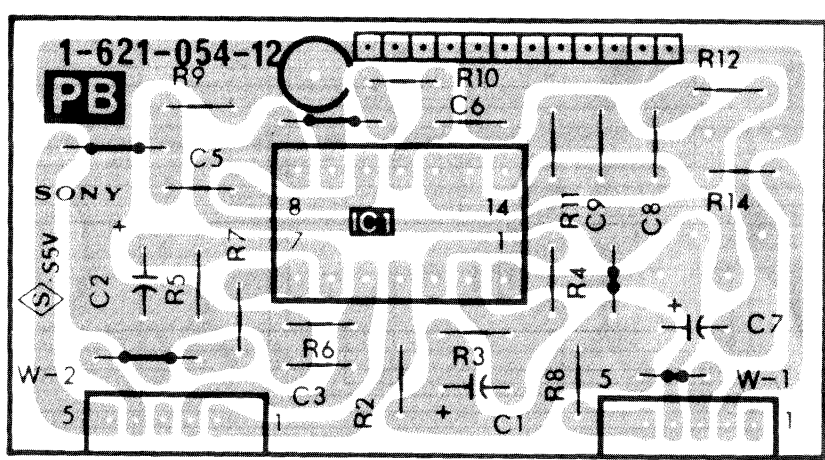 1-621-054-12
PB
R9
R10
R12
C6
C5
SONY
8
IC1
14
7
1
R11
C9
C8
R14
+
S
S5V
C2
R5
R7
R4
+
C7
R6
R3
W-2
C3
R2
+
C1
R8
5
W-1
5
1
1